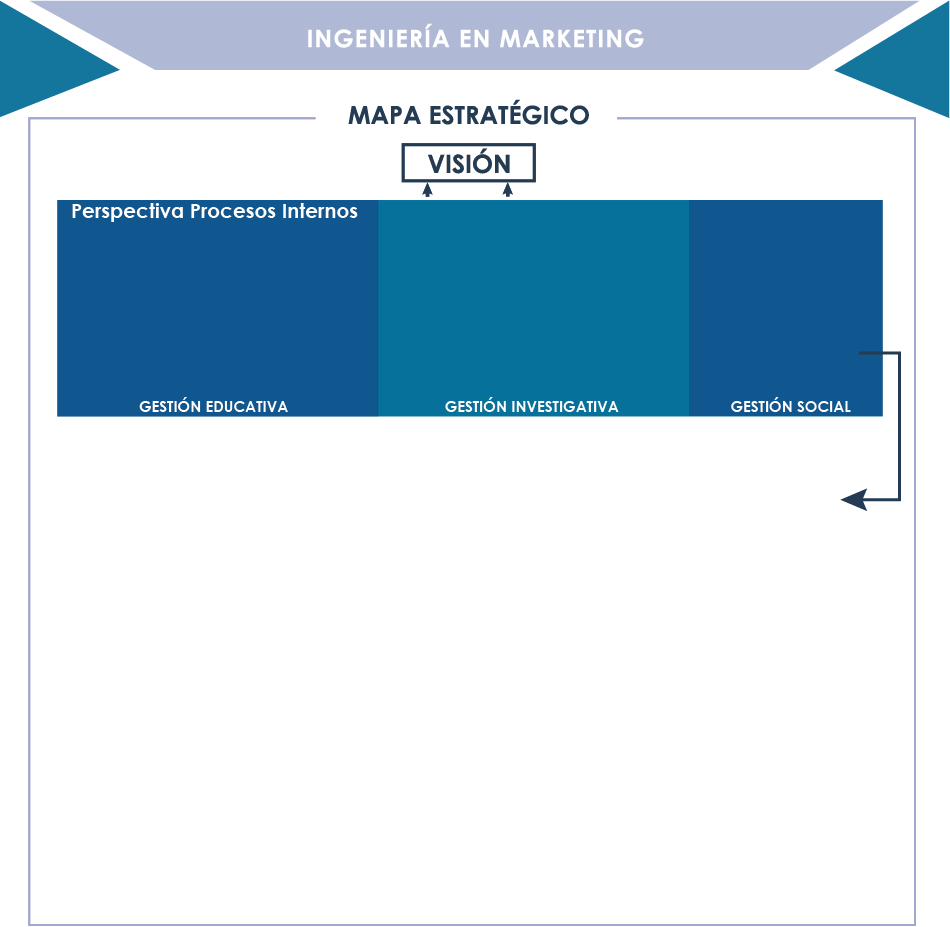 INGENIERÍA EN MARKETING
MAPA ESTRATÉGICO
VISIÓN
Perspectiva Procesos Internos
GESTIÓN EDUCATIVA
GESTIÓN INVESTIGATIVA
GESTIÓN SOCIAL